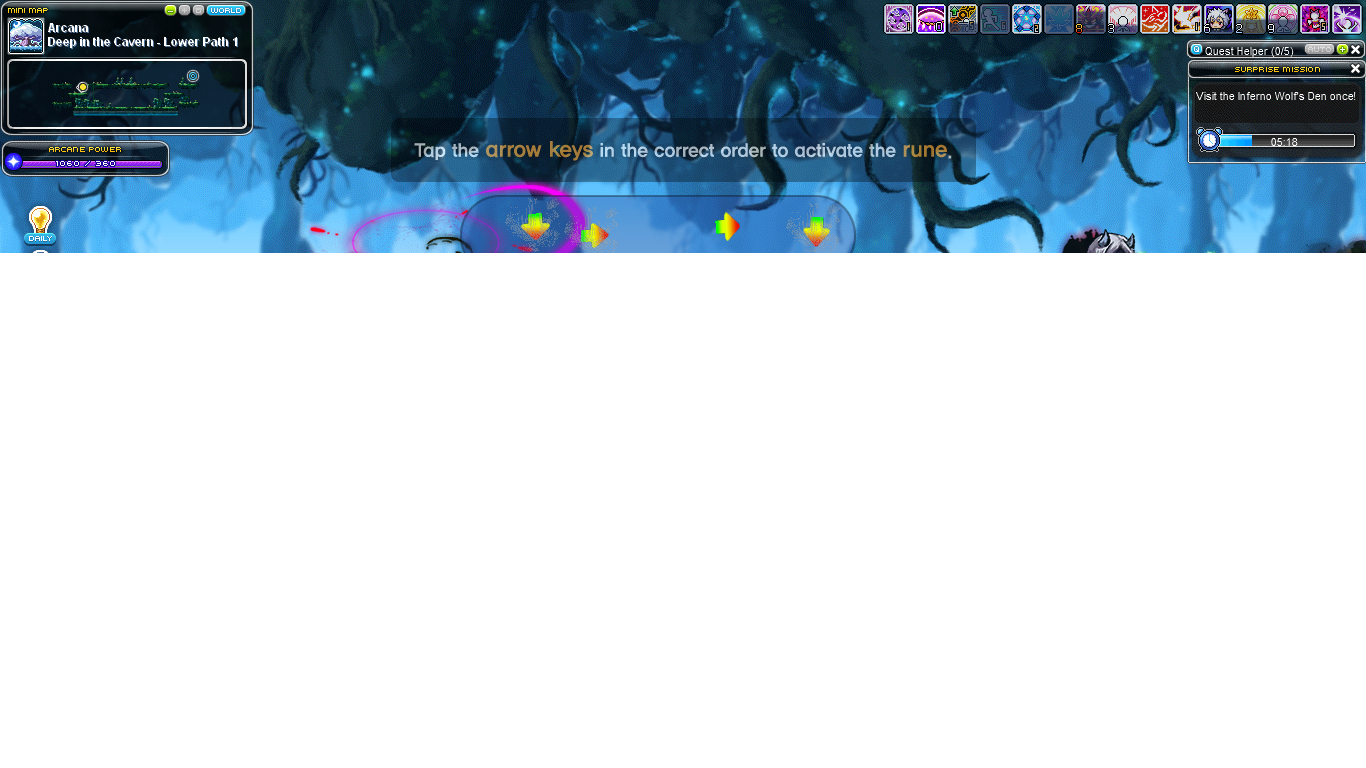 MINI MAP
WORLD
Arcana
Deep in the Cavern - Lower Path 1
ARCANE POWER
1060 / 360
DAILY
Tap the arrow keys in the correct order to activate the rune.
Quest Helper (0/5)
AUTO
SURPRISE MISSION
Visit the Inferno Wolf's Den once!
05:18